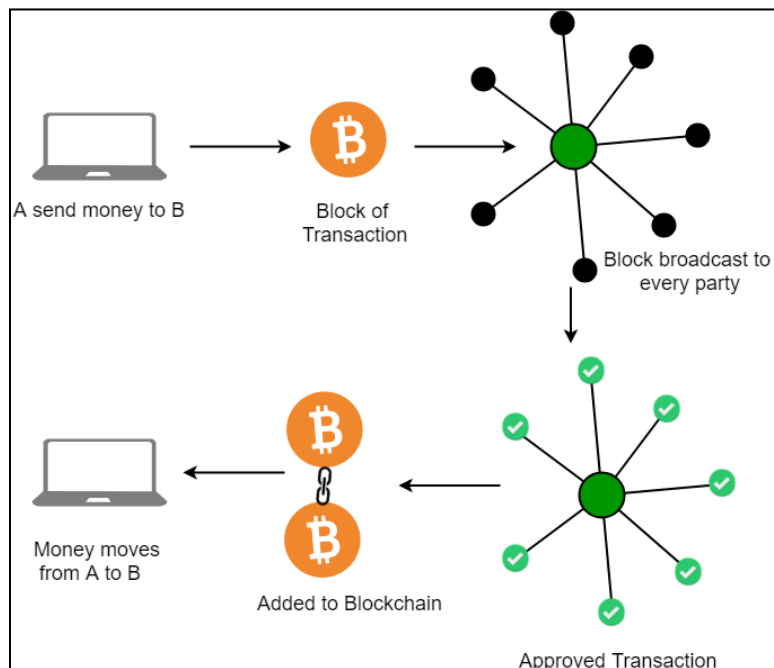 A send money to B
Block of
Transaction
Block broadcast to
every party
Money moves
from A to B
Added to Blockchain
Approved Transaction